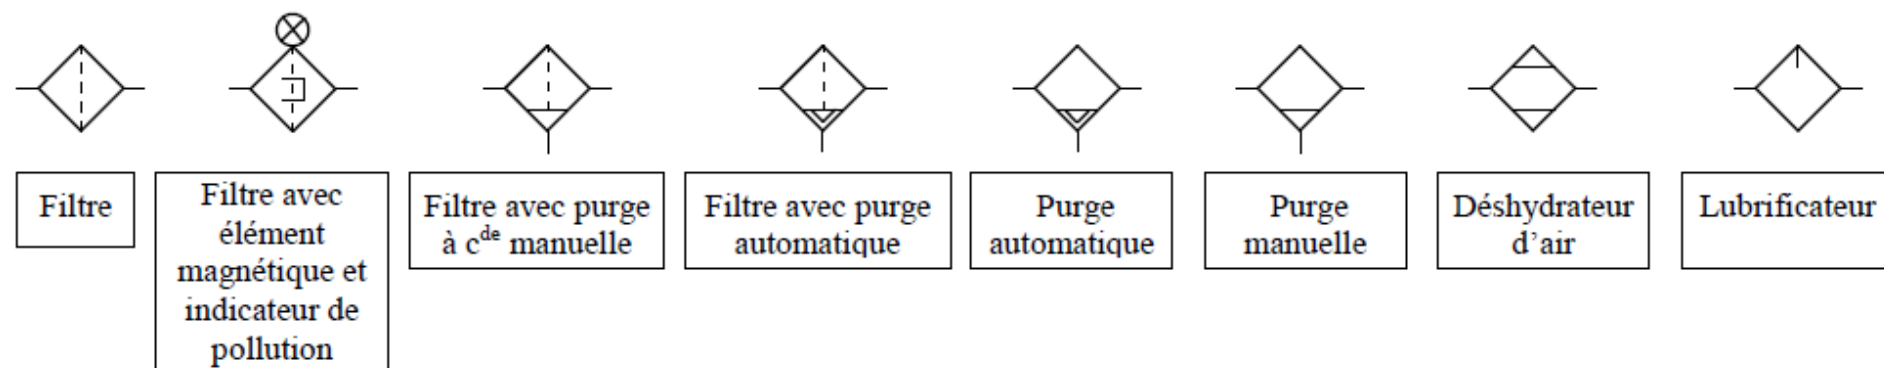 Filtre
Filtre avec
élément
magnétique et
indicateur de
pollution
Filtre avec purge
à cde manuelle
Filtre avec purge
automatique
Purge
automatique
Purge
manuelle
Déshydrateur
d’air
Lubrificateur